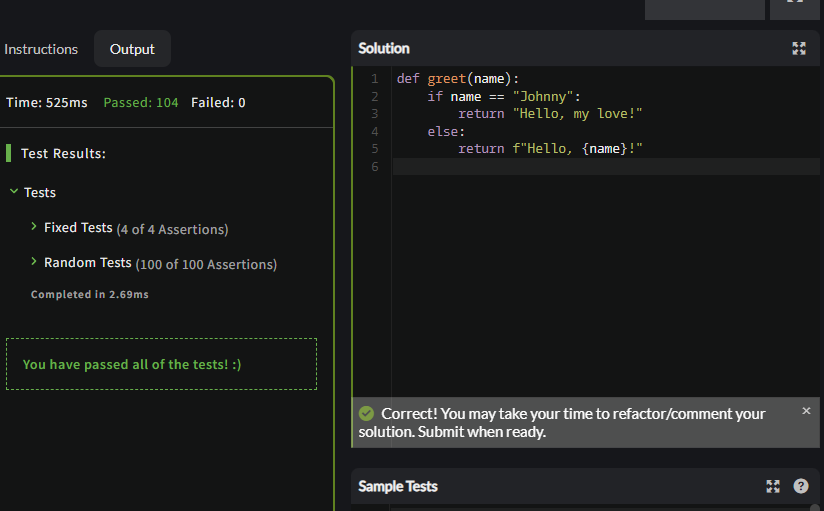 Instructions
Output
Time: 525ms Passed: 104 Failed: 0
Test Results:
Tests
Fixed Tests (4 of 4 Assertions)
Random Tests (100 of 100 Assertions)
Completed in 2.69ms
You have passed all of the tests! :)
Solution
1 def greet(name):
2     if name == "Johnny":
3         return "Hello, my love!"
4     else:
5         return f"Hello, {name}!"
6
Correct! You may take your time to refactor/comment your
solution. Submit when ready.
×
Sample Tests
?